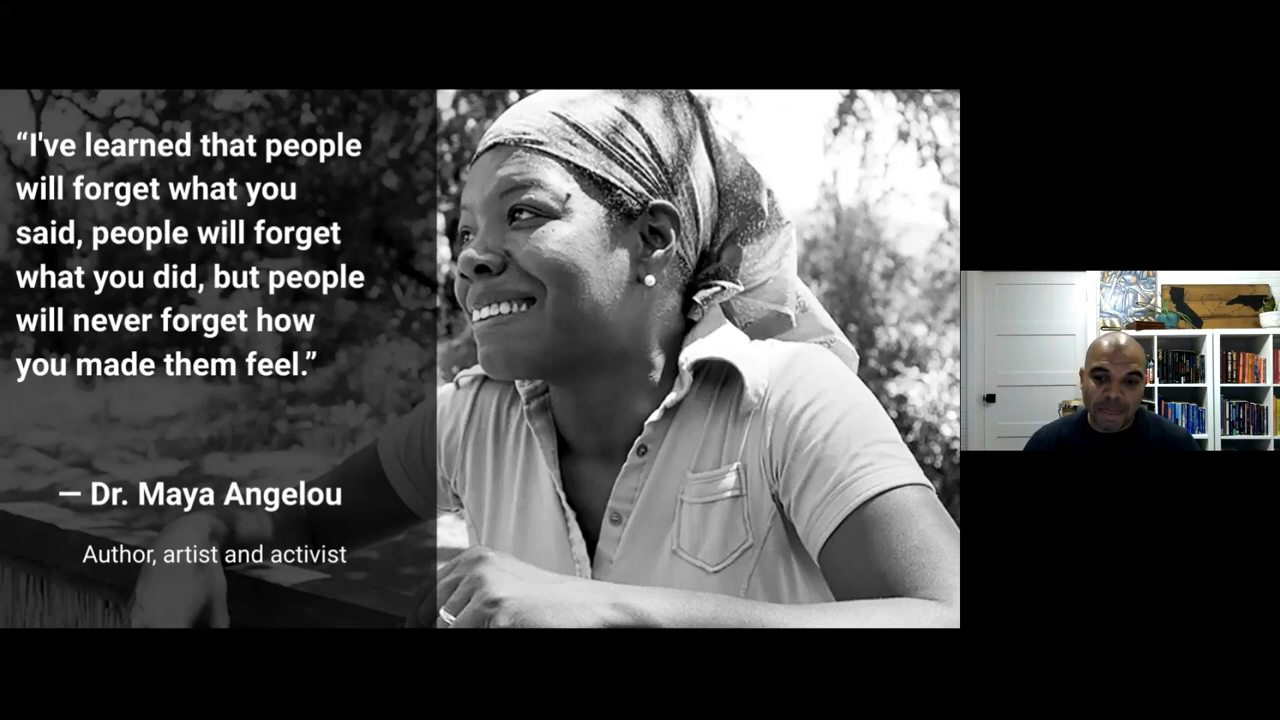 “I've learned that people
will forget what you
said, people will forget
what you did, but people
will never forget how
you made them feel.”
— Dr. Maya Angelou
Author, artist and activist